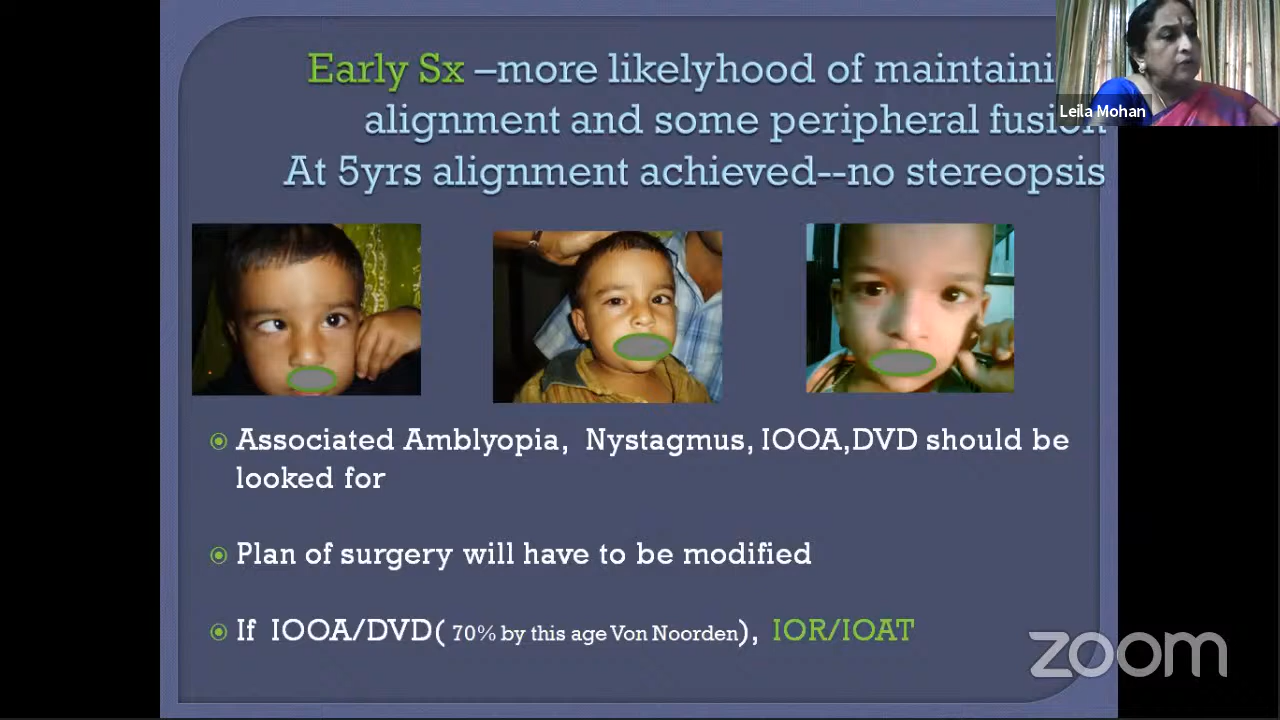 Early Sx –more likelyhood of maintaini
alignment and some peripheral fusion
At 5yrs alignment achieved--no stereopsis
Leila Mohan
Associated Amblyopia, Nystagmus, IOOA,DVD should be
looked for
Plan of surgery will have to be modified
If IOOA/DVD( 70% by this age Von Noorden), IOR/IOAT
zoom